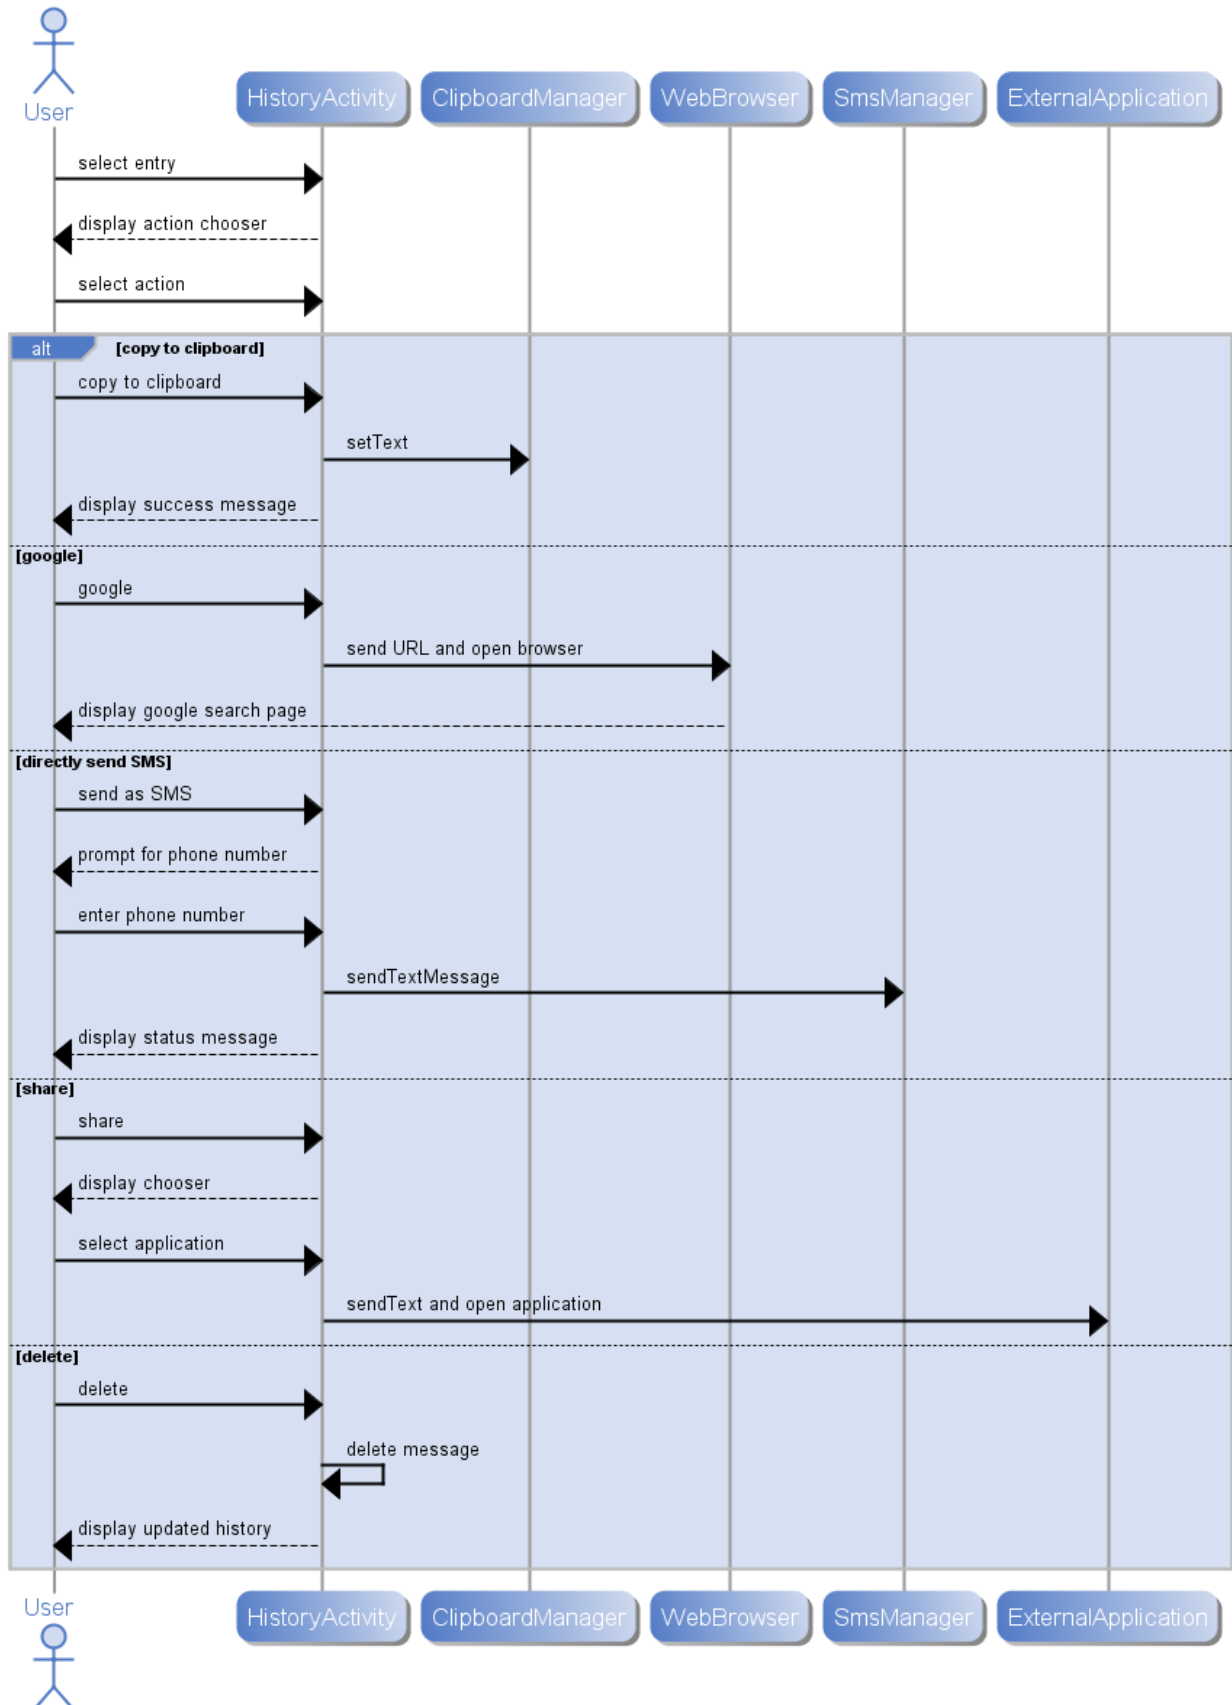 User
HistoryActivity
ClipboardManager
WebBrowser
SmsManager
ExternalApplication
select entry
display action chooser
select action
alt
[copy to clipboard]
copy to clipboard
setText
display success message
[google]
google
send URL and open browser
display google search page
[directly send SMS]
send as SMS
prompt for phone number
enter phone number
sendTextMessage
display status message
[share]
share
display chooser
select application
sendText and open application
[delete]
delete
delete message
display updated history
User
HistoryActivity
ClipboardManager
WebBrowser
SmsManager
ExternalApplication